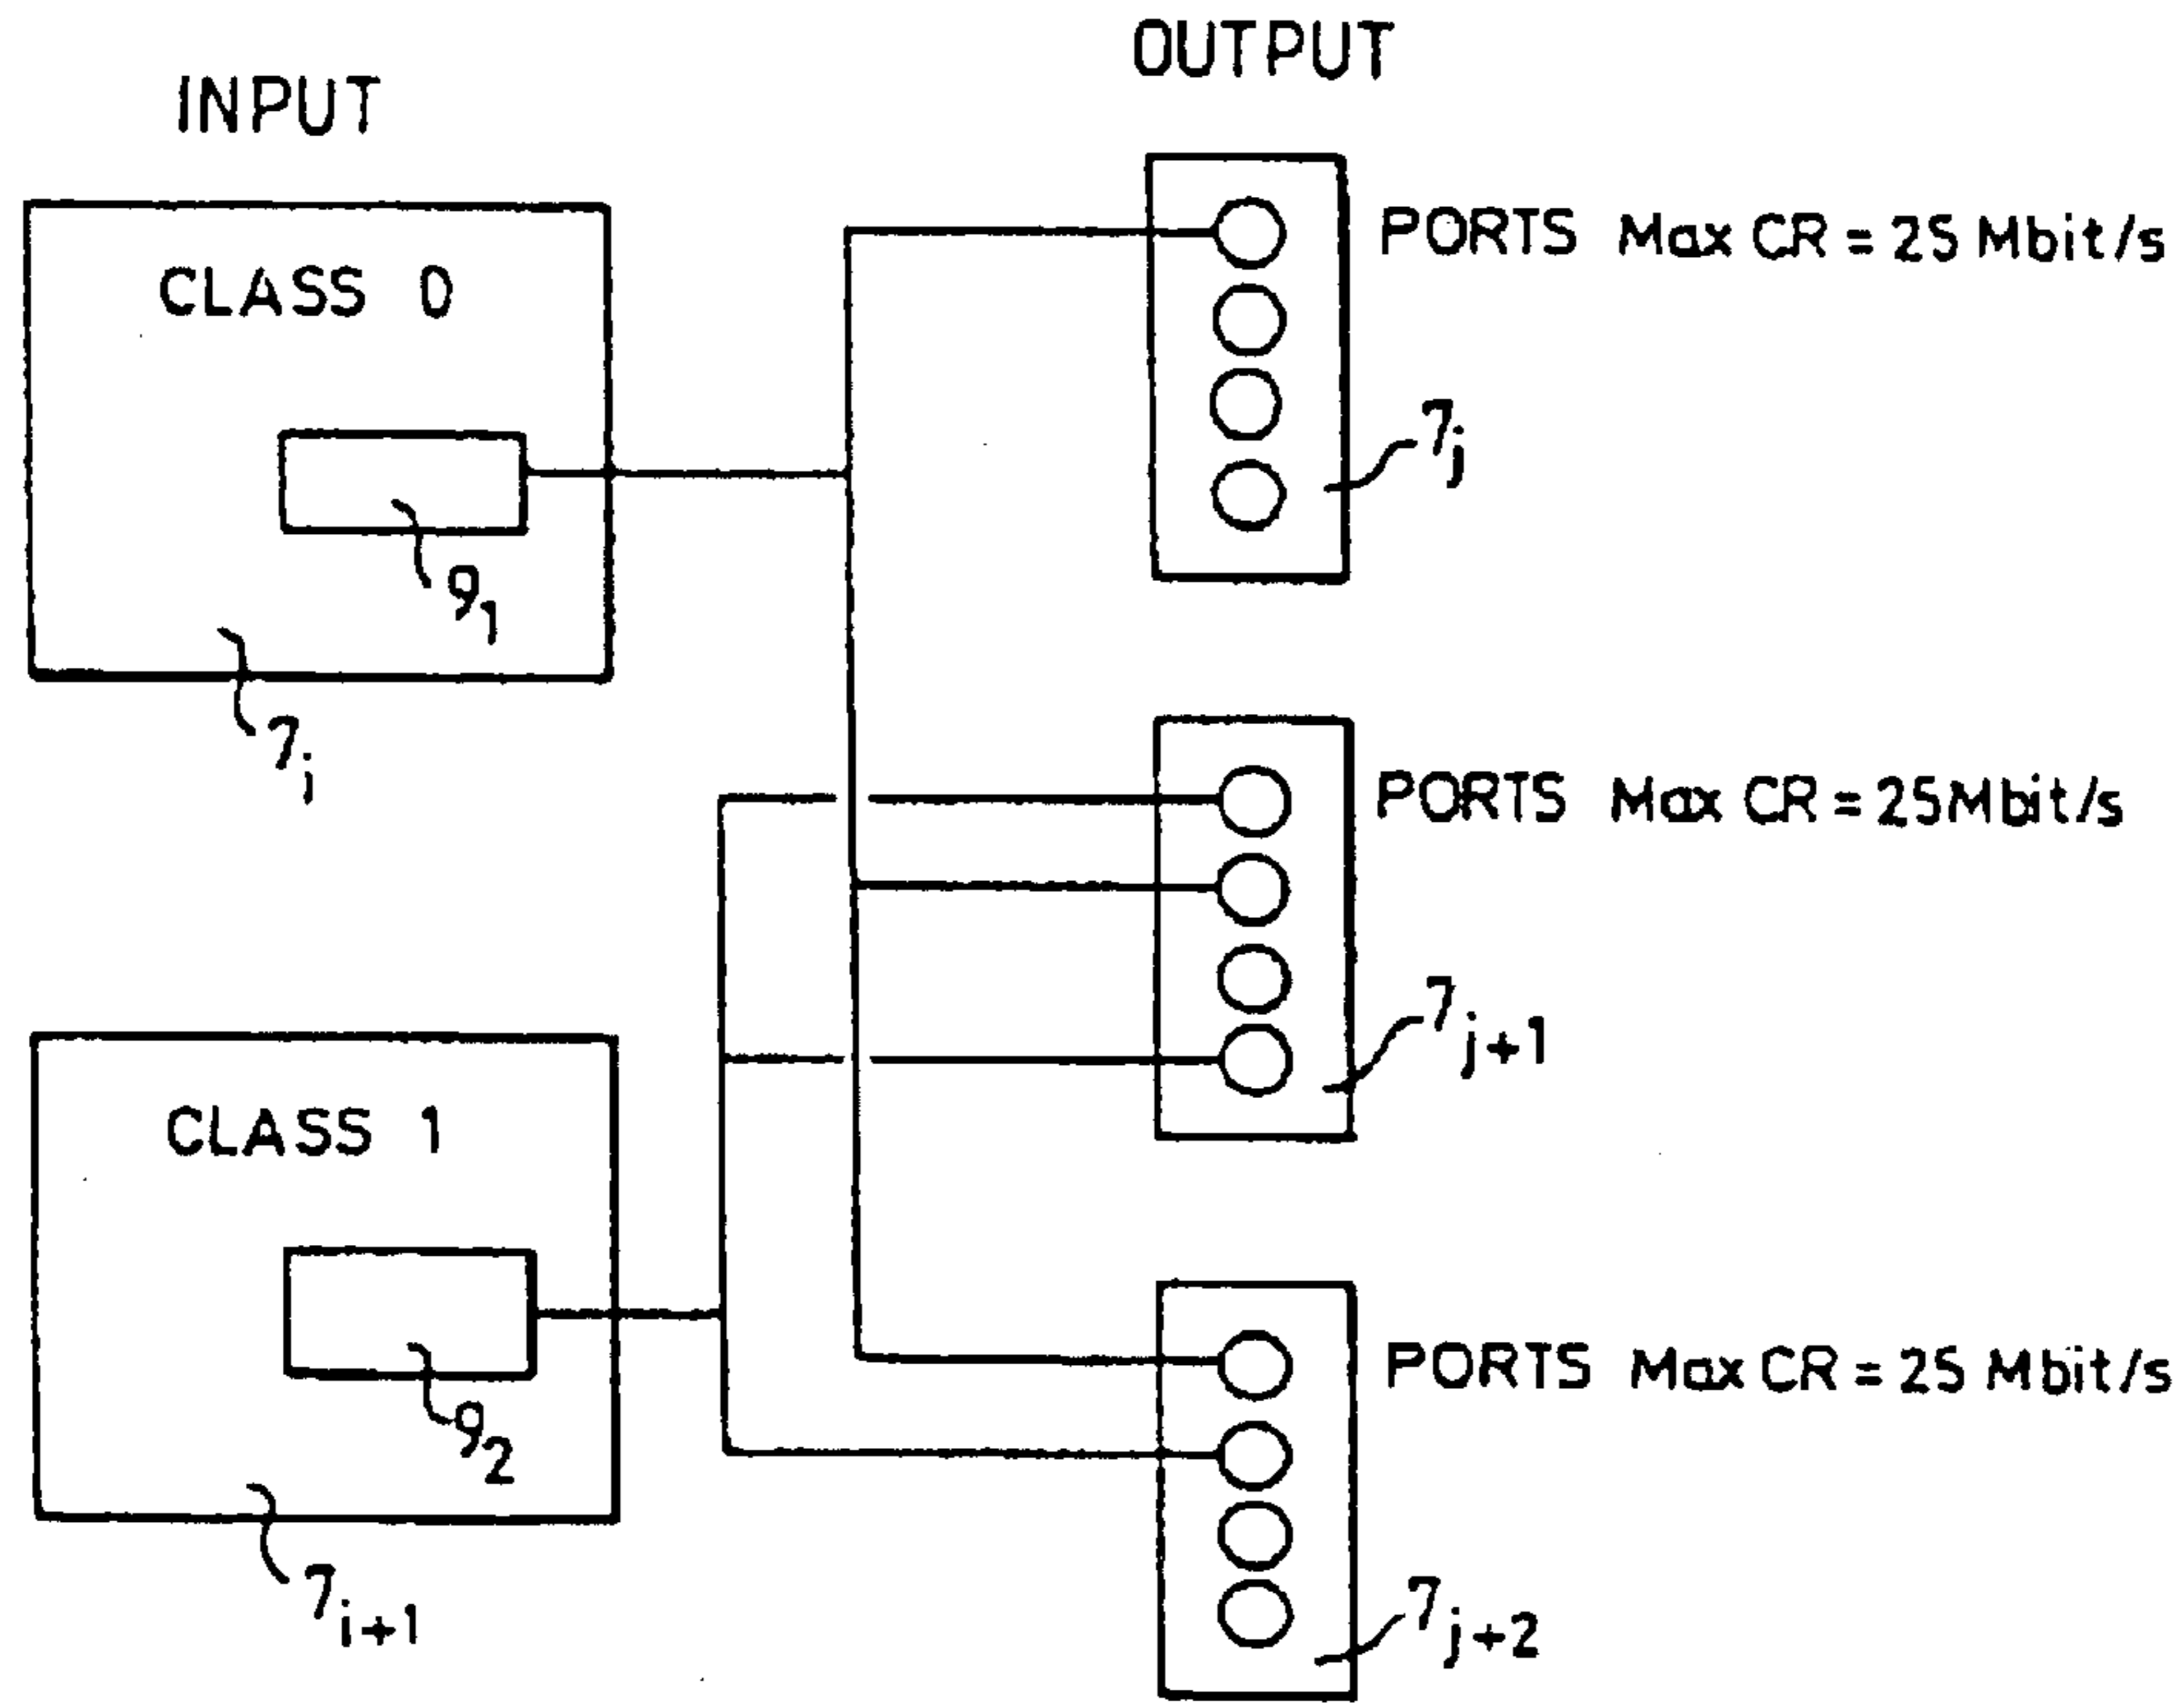 INPUT
OUTPUT
CLASS 0
9₁
7ᵢ
PORTS Max CR = 25 Mbit/s
7ⱼ
PORTS Max CR = 25Mbit/s
7ⱼ₊₁
CLASS 1
9₂
7ᵢ₊₁
PORTS Max CR = 25 Mbit/s
7ⱼ₊₂